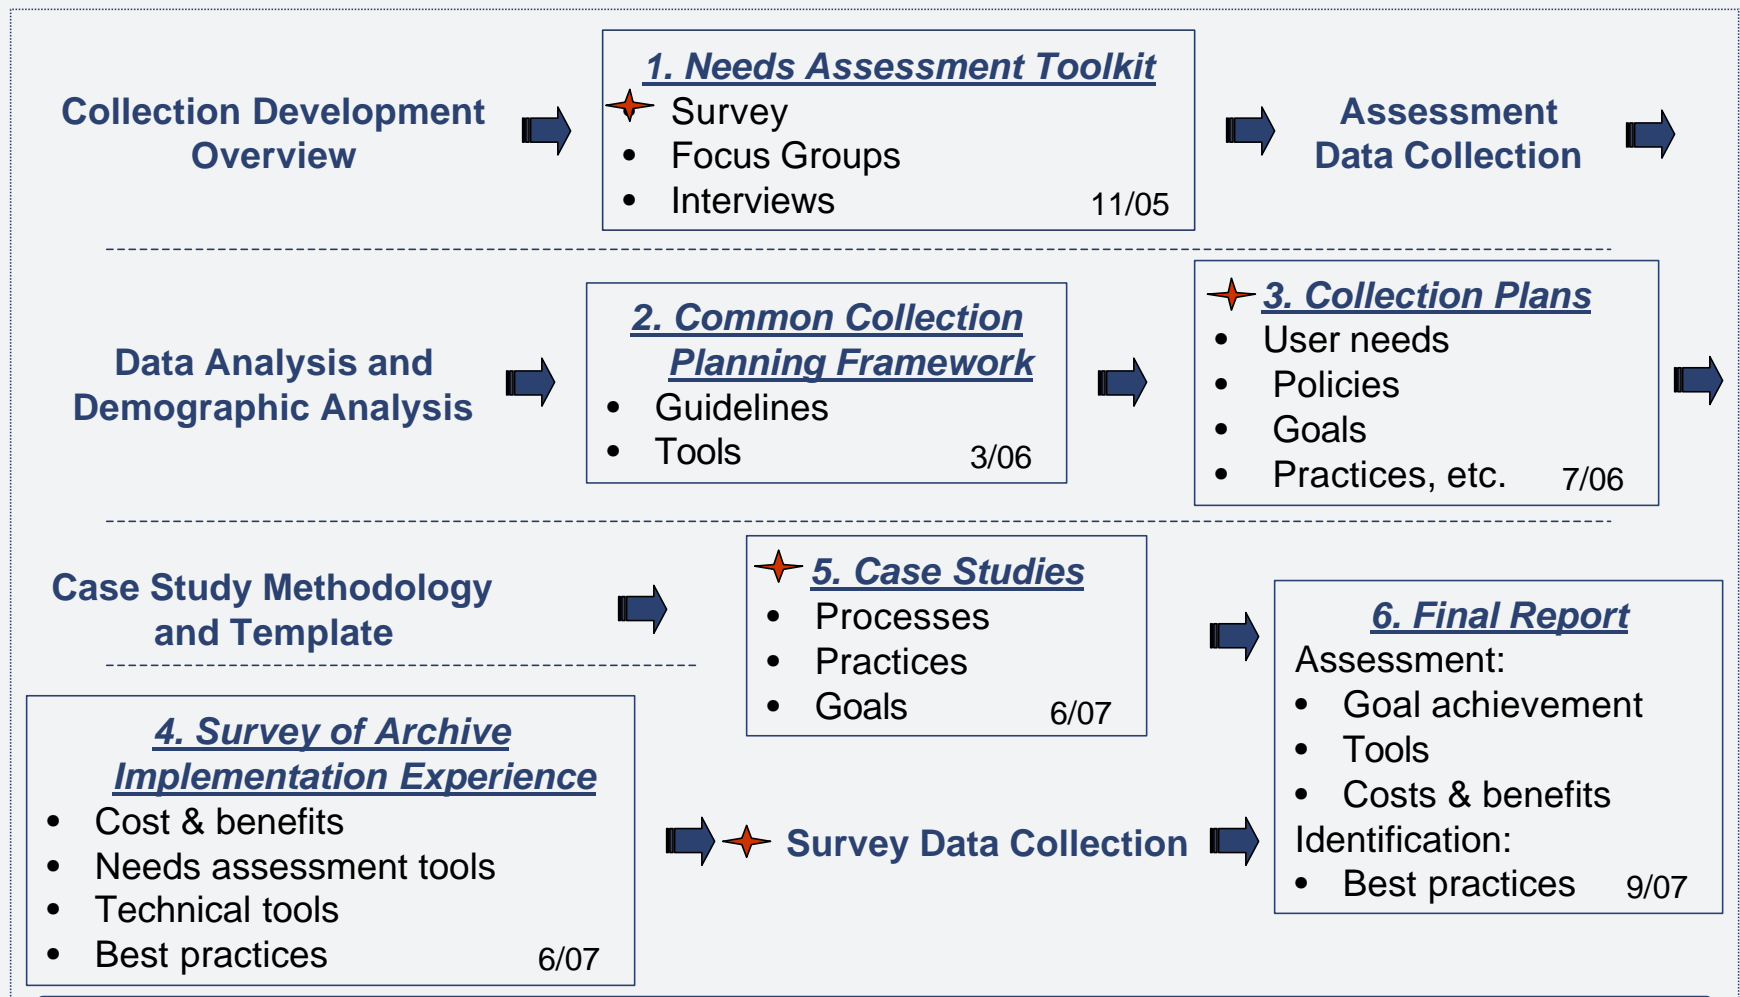 Collection Development
Overview
1. Needs Assessment Toolkit
Survey
• Focus Groups
• Interviews 11/05
Assessment
Data Collection
Data Analysis and
Demographic Analysis
2. Common Collection
Planning Framework
• Guidelines
• Tools 3/06
3. Collection Plans
• User needs
• Policies
• Goals
• Practices, etc. 7/06
Case Study Methodology
and Template
5. Case Studies
• Processes
• Practices
• Goals 6/07
4. Survey of Archive
Implementation Experience
• Cost & benefits
• Needs assessment tools
• Technical tools
• Best practices 6/07
Survey Data Collection
6. Final Report
Assessment:
• Goal achievement
• Tools
• Costs & benefits
Identification:
• Best practices 9/07